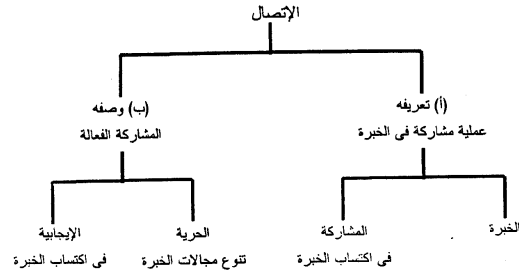 الإتصال
(أ) تعريفه
عملية مشاركة فى الخبرة
(ب) وصفه
المشاركة الفعالة
الخبرة
المشاركة
فى اكتساب الخبرة
الحرية
تنوع مجالات الخبرة
الإيجابية
فى اكتساب الخبرة